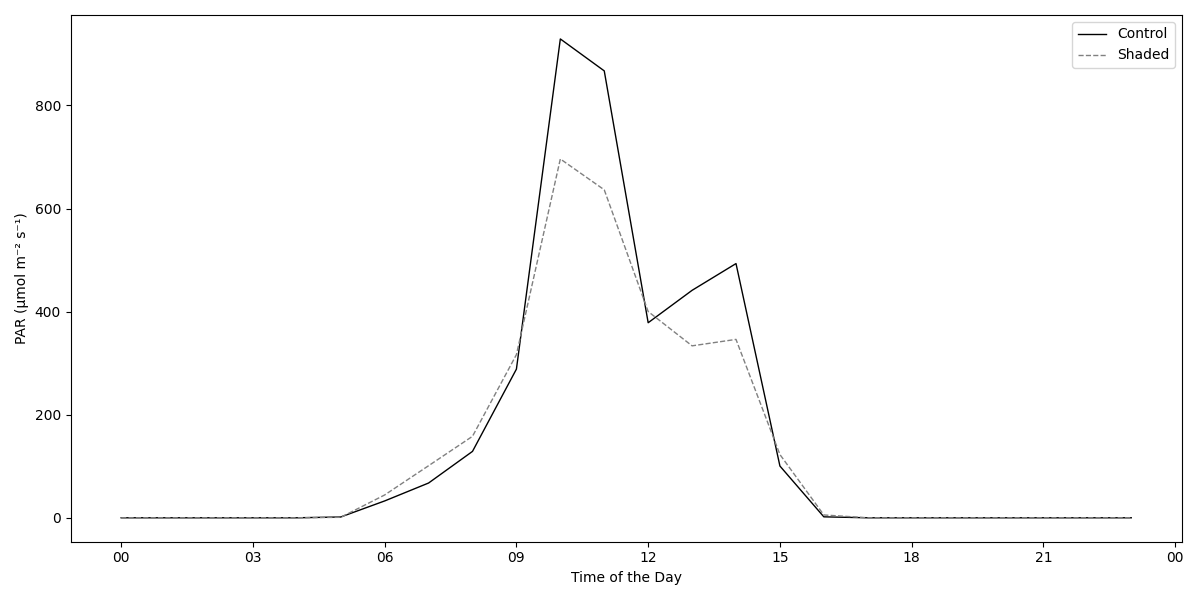 Control
Shaded
800
600
400
200
0
PAR (µmol m⁻² s⁻¹)
00 03 06 09 12 15 18 21 00
Time of the Day